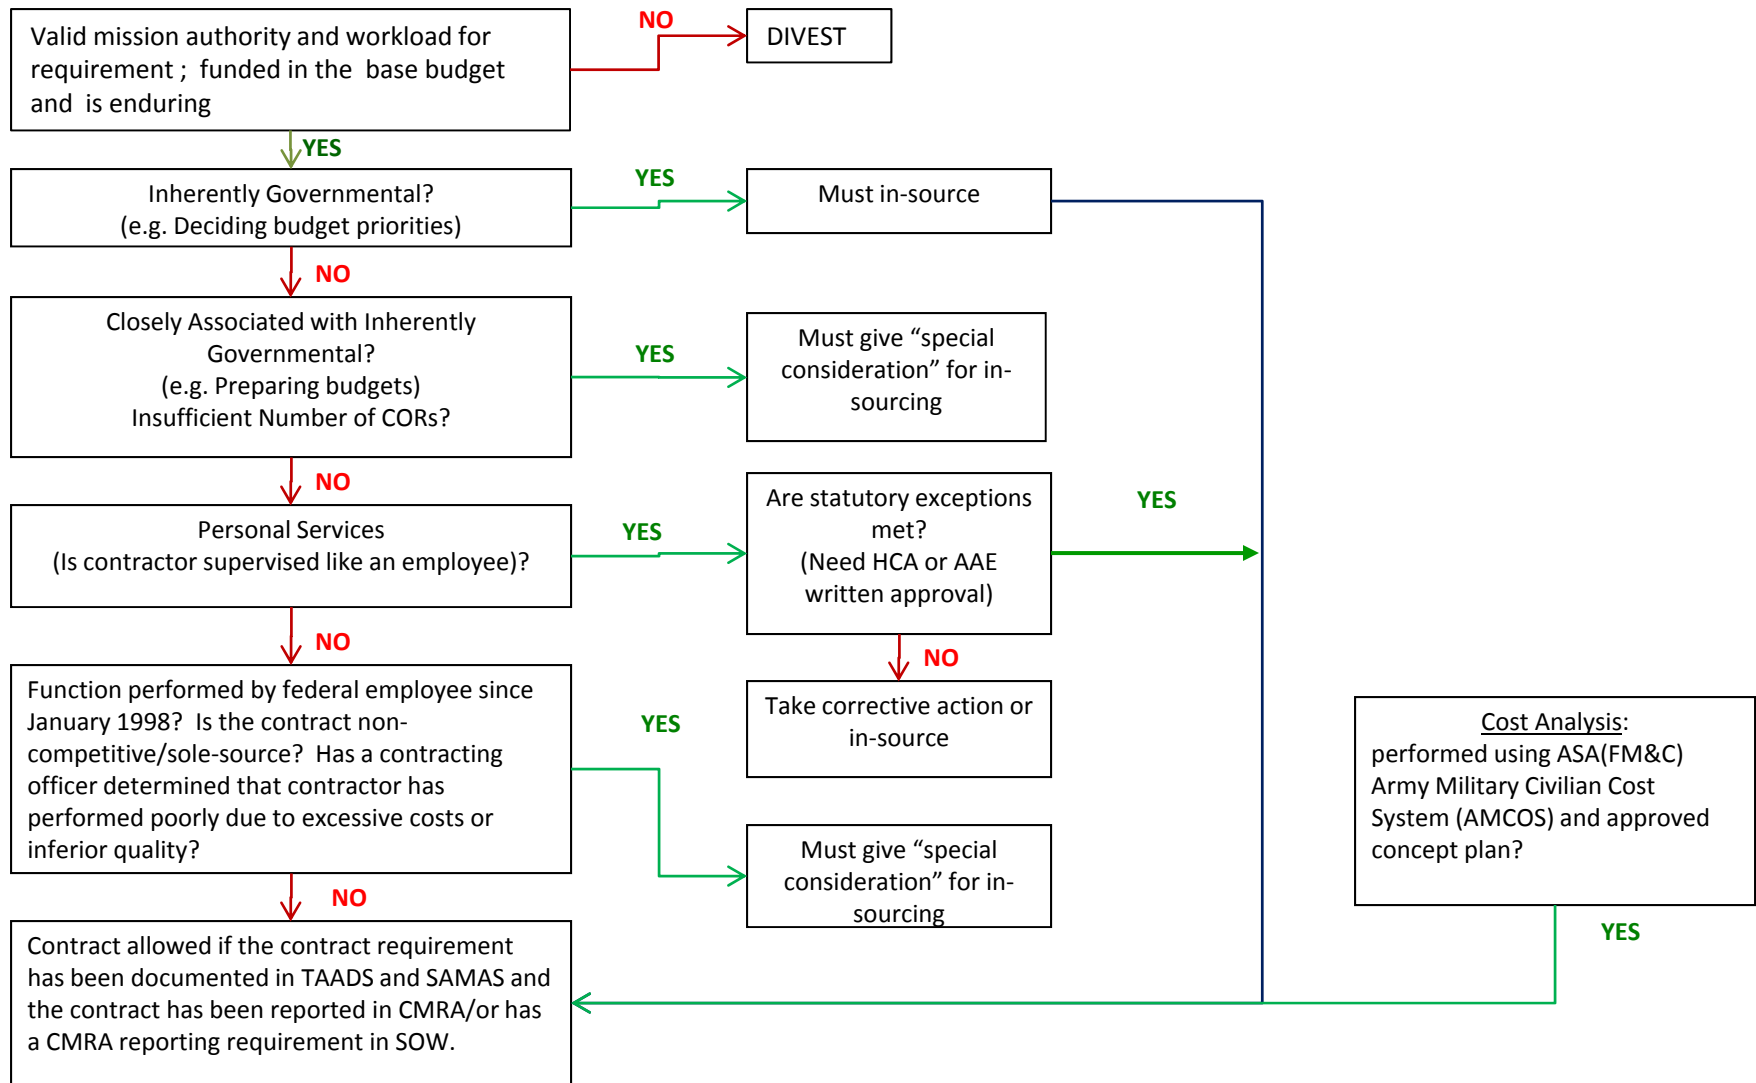 Valid mission authority and workload for
requirement ;  funded in the  base budget
and  is enduring
NO
DIVEST
YES
Inherently Governmental?
(e.g. Deciding budget priorities)
YES
Must in-source
NO
Closely Associated with Inherently
Governmental?
(e.g. Preparing budgets)
Insufficient Number of CORs?
YES
Must give “special
consideration” for in-
sourcing
NO
Personal Services
(Is contractor supervised like an employee)?
YES
Are statutory exceptions
met?
(Need HCA or AAE
written approval)
YES
NO
NO
Take corrective action or
in-source
Function performed by federal employee since
January 1998?  Is the contract non-
competitive/sole-source?  Has a contracting
officer determined that contractor has
performed poorly due to excessive costs or
inferior quality?
YES
Must give “special
consideration” for in-
sourcing
Cost Analysis:
performed using ASA(FM&C)
Army Military Civilian Cost
System (AMCOS) and approved
concept plan?
YES
NO
Contract allowed if the contract requirement
has been documented in TAADS and SAMAS and
the contract has been reported in CMRA/or has
a CMRA reporting requirement in SOW.